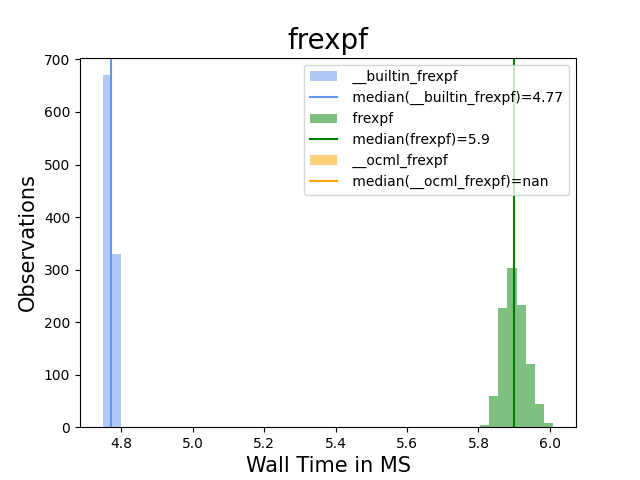 frexpf
700
600
500
400
300
200
100
0
Observations
__builtin_frexpf
median(__builtin_frexpf)=4.77
frexpf
median(frexpf)=5.9
__ocml_frexpf
median(__ocml_frexpf)=nan
4.8 5.0 5.2 5.4 5.6 5.8 6.0
Wall Time in MS